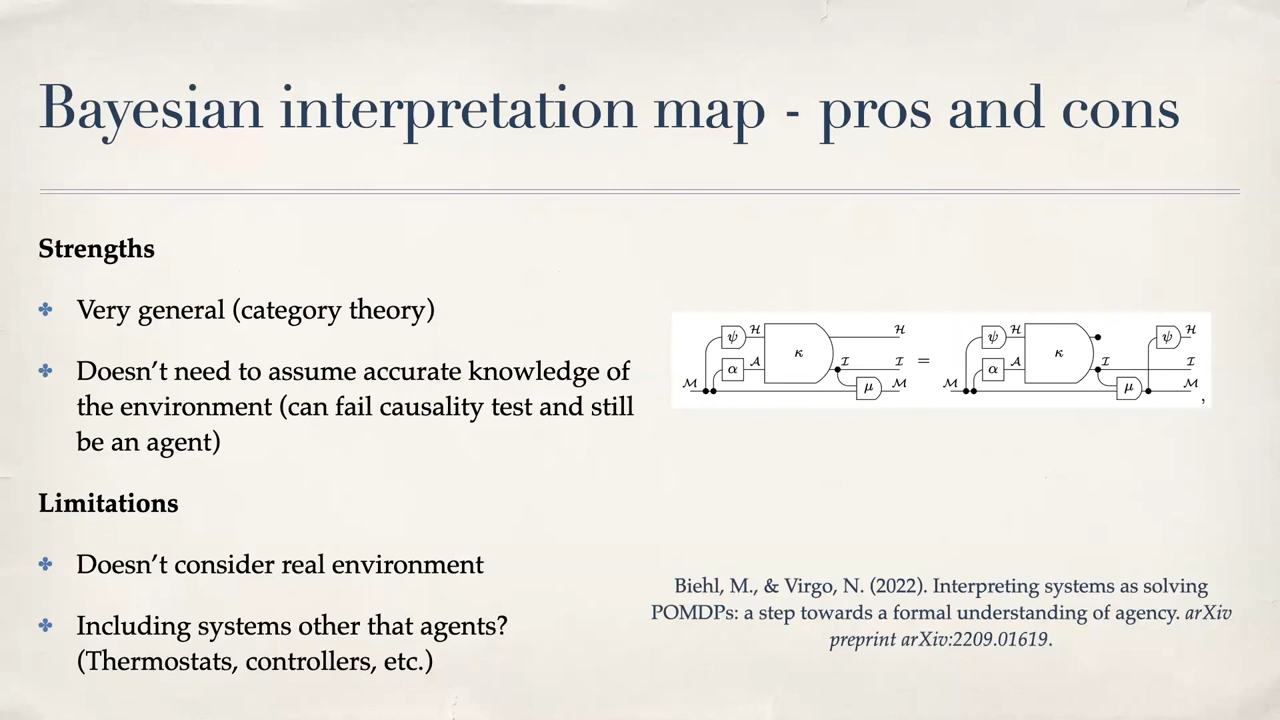 Bayesian interpretation map - pros and cons
Strengths
Very general (category theory)
Doesn't need to assume accurate knowledge of
the environment (can fail causality test and still
be an agent)
Limitations
Doesn't consider real environment
Including systems other that agents?
(Thermostats, controllers, etc.)
ψ H κ H ψ H κ ψ H
α A I I = α A I I
M μ M M μ M ,
Biehl, M., & Virgo, N. (2022). Interpreting systems as solving
POMDPs: a step towards a formal understanding of agency. arXiv
preprint arXiv:2209.01619.